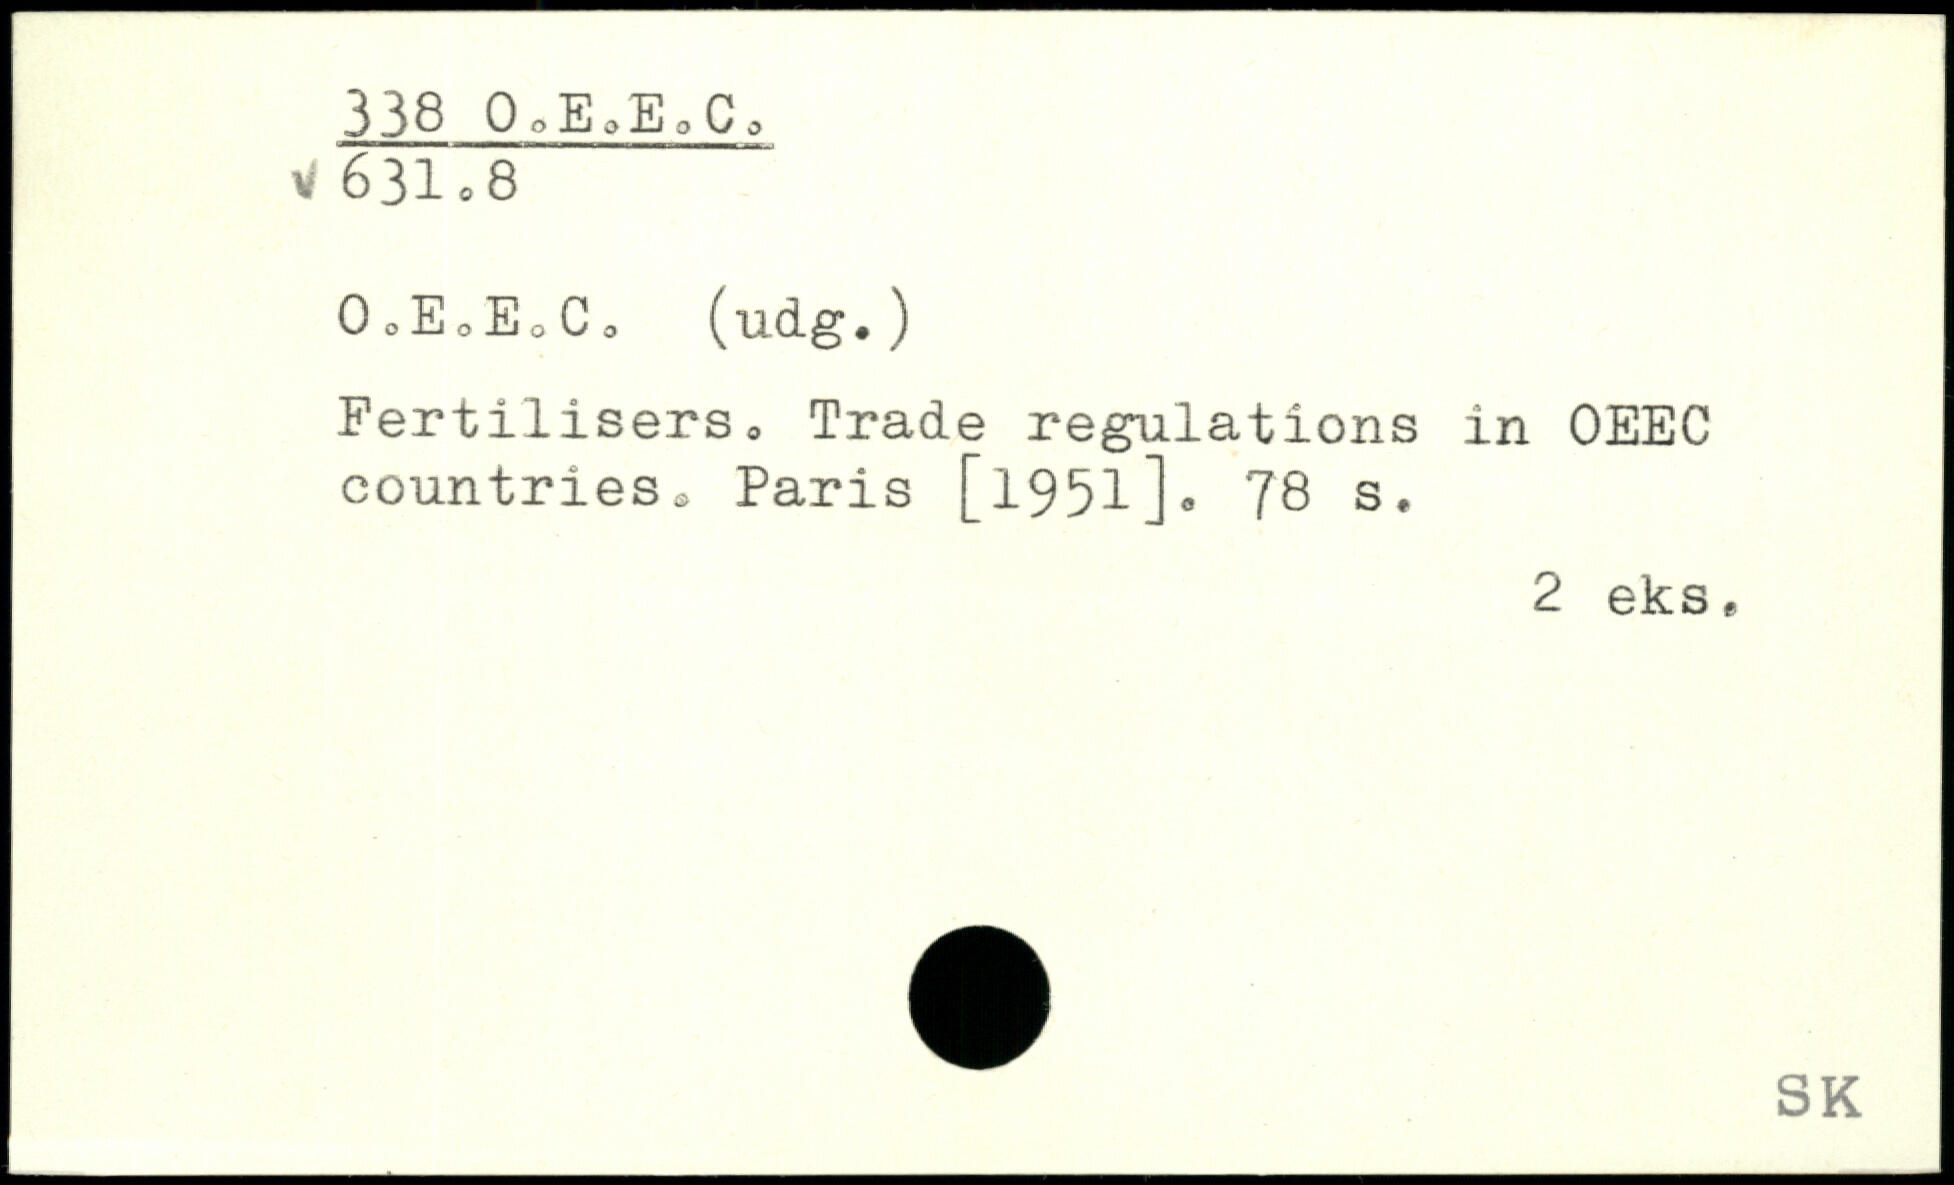 338 O.E.E.C.
✓ 631.8
O.E.E.C. (udg.)
Fertilisers. Trade regulations in OEEC
countries. Paris [1951]. 78 s.
2 eks.
SK